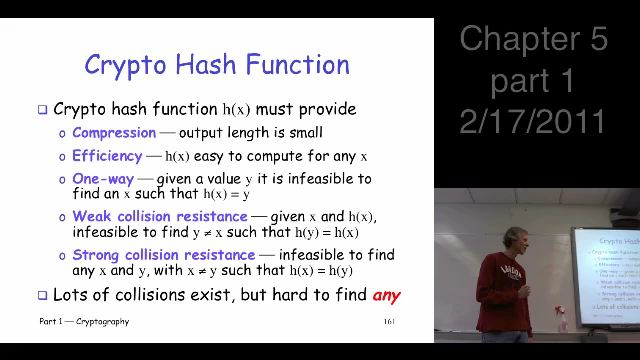 Crypto Hash Function
Crypto hash function h(x) must provide
Compression — output length is small
Efficiency — h(x) easy to compute for any x
One-way — given a value y it is infeasible to
find an x such that h(x) = y
Weak collision resistance — given x and h(x),
infeasible to find y ≠ x such that h(y) = h(x)
Strong collision resistance — infeasible to find
any x and y, with x ≠ y such that h(x) = h(y)
Lots of collisions exist, but hard to find any
Part 1 — Cryptography
161
Chapter 5
part 1
2/17/2011